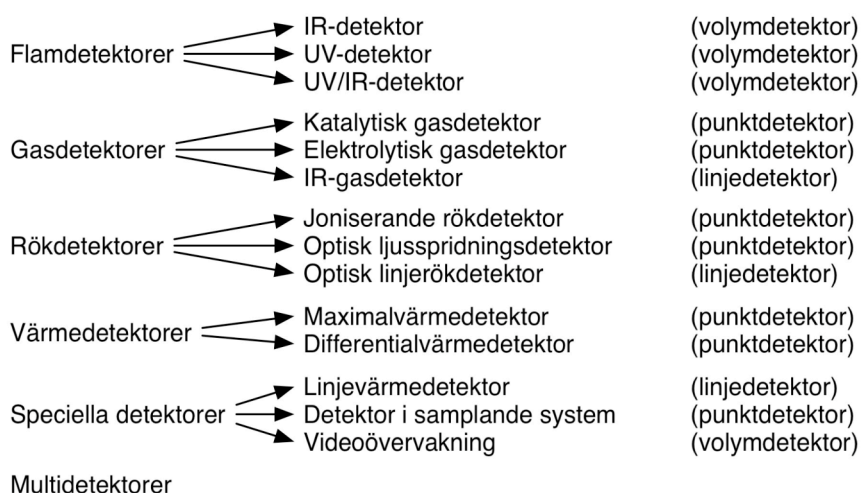 Flamdetektorer
IR-detektor (volymdetektor)
UV-detektor (volymdetektor)
UV/IR-detektor (volymdetektor)
Gasdetektorer
Katalytisk gasdetektor (punktdetektor)
Elektrolytisk gasdetektor (punktdetektor)
IR-gasdetektor (linjedetektor)
Rökdetektorer
Joniserande rökdetektor (punktdetektor)
Optisk ljusspridningsdetektor (punktdetektor)
Optisk linjerökdetektor (linjedetektor)
Värmedetektorer
Maximalvärmedetektor (punktdetektor)
Differentialvärmedetektor (punktdetektor)
Speciella detektorer
Linjevärmedetektor (linjedetektor)
Detektor i samplande system (punktdetektor)
Videoövervakning (volymdetektor)
Multidetektorer